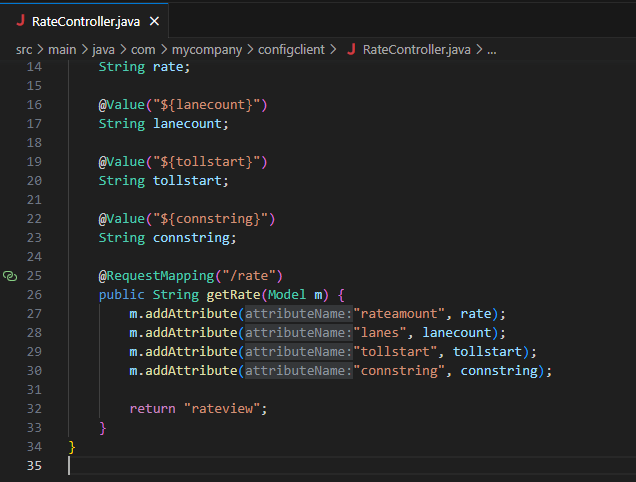 J RateController.java ×
src > main > java > com > mycompany > configclient > J RateController.java > ...
14 String rate;
15
16 @Value("${lanecount}")
17 String lanecount;
18
19 @Value("${tollstart}")
20 String tollstart;
21
22 @Value("${connstring}")
23 String connstring;
24
25 @RequestMapping("/rate")
26 public String getRate(Model m) {
27 m.addAttribute(attributeName:"rateamount", rate);
28 m.addAttribute(attributeName:"lanes", lanecount);
29 m.addAttribute(attributeName:"tollstart", tollstart);
30 m.addAttribute(attributeName:"connstring", connstring);
31
32 return "rateview";
33 }
34 }
35